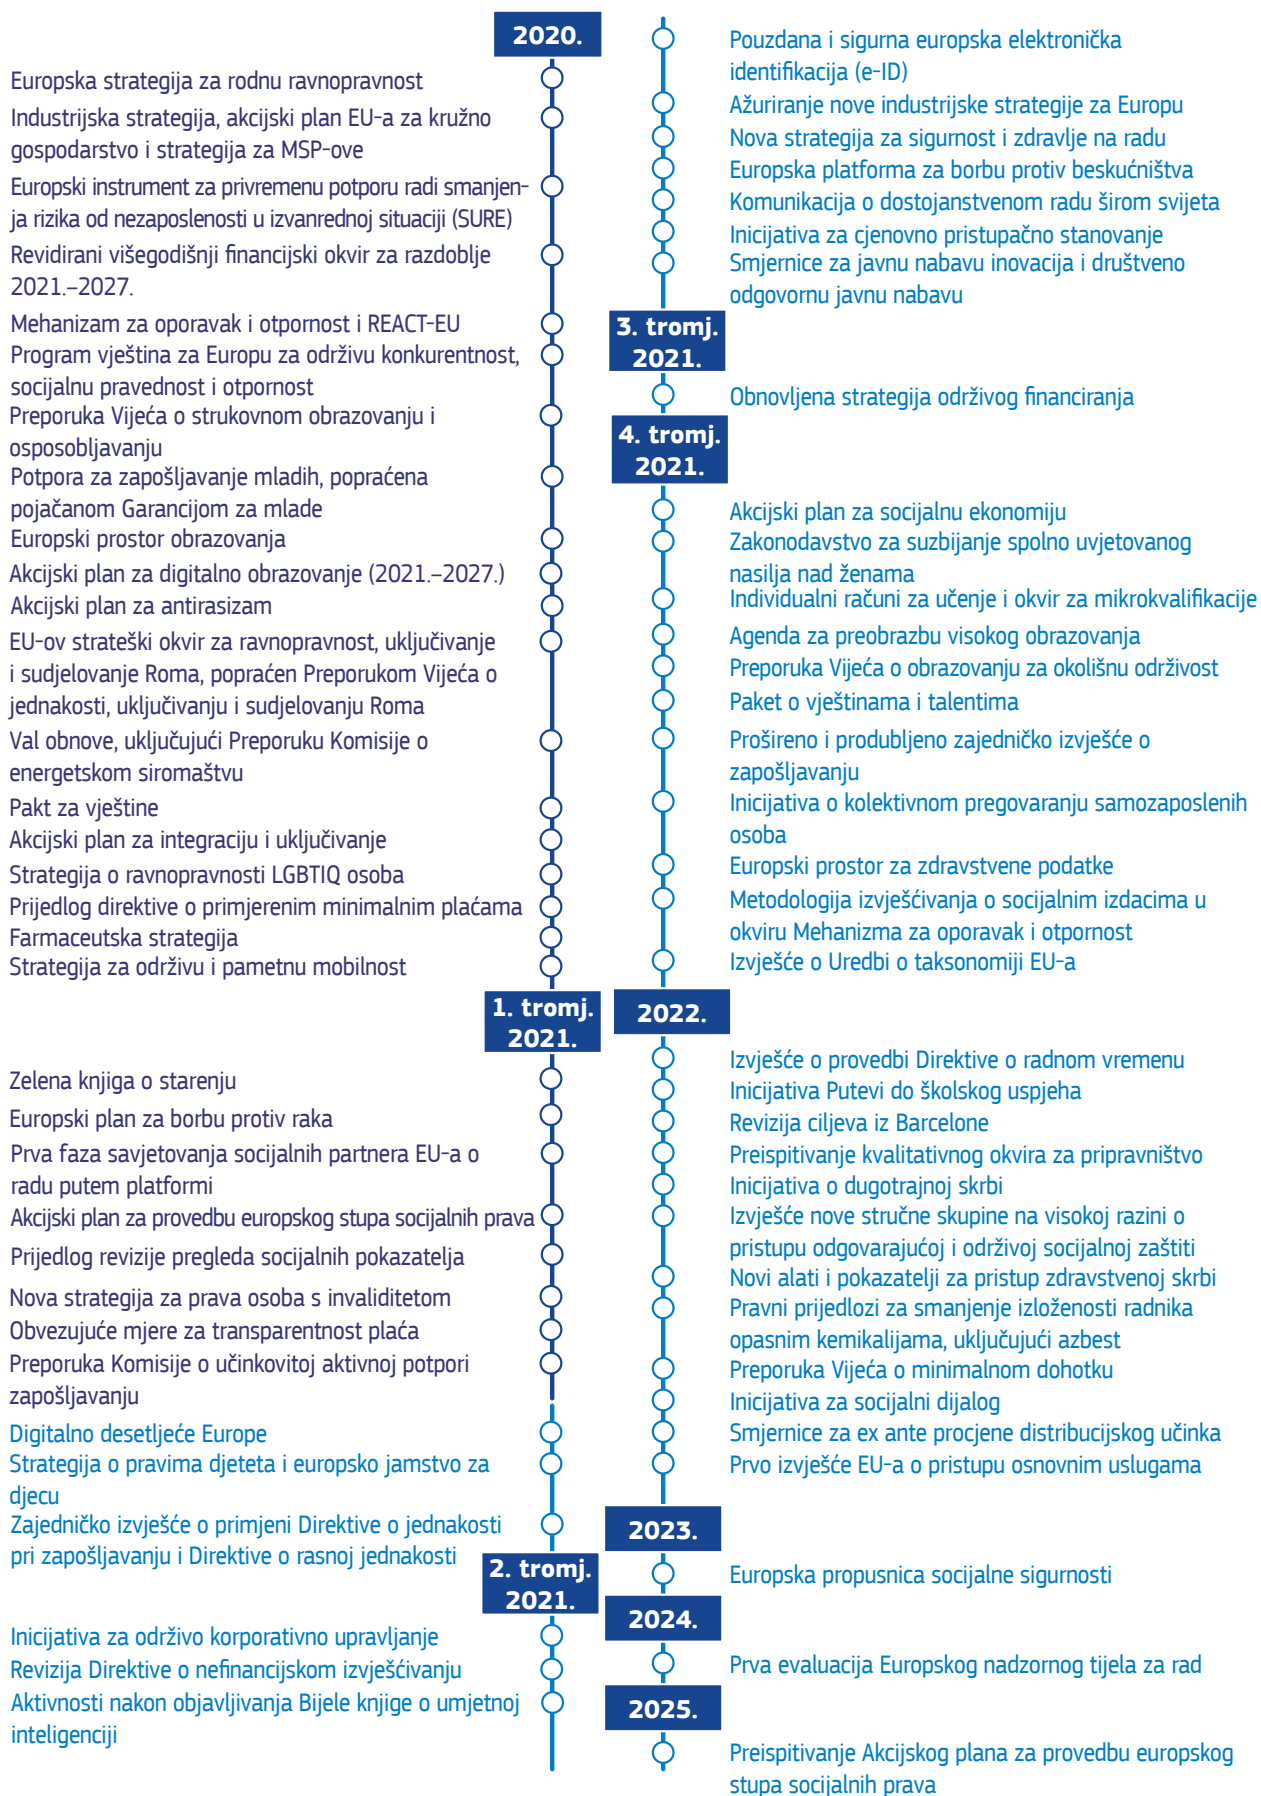 2020.
Europska strategija za rodnu ravnopravnost
Industrijska strategija, akcijski plan EU-a za kružno
gospodarstvo i strategija za MSP-ove
Europski instrument za privremenu potporu radi smanjen-
ja rizika od nezaposlenosti u izvanrednoj situaciji (SURE)
Revidirani višegodišnji financijski okvir za razdoblje
2021.–2027.
Mehanizam za oporavak i otpornost i REACT-EU
Program vještina za Europu za održivu konkurentnost,
socijalnu pravednost i otpornost
Preporuka Vijeća o strukovnom obrazovanju i
osposobljavanju
Potpora za zapošljavanje mladih, popraćena
pojačanom Garancijom za mlade
Europski prostor obrazovanja
Akcijski plan za digitalno obrazovanje (2021.–2027.)
Akcijski plan za antirasizam
EU-ov strateški okvir za ravnopravnost, uključivanje
i sudjelovanje Roma, popraćen Preporukom Vijeća o
jednakosti, uključivanju i sudjelovanju Roma
Val obnove, uključujući Preporuku Komisije o
energetskom siromaštvu
Pakt za vještine
Akcijski plan za integraciju i uključivanje
Strategija o ravnopravnosti LGBTIQ osoba
Prijedlog direktive o primjerenim minimalnim plaćama
Farmaceutska strategija
Strategija za održivu i pametnu mobilnost
1. tromj.
2021.
Zelena knjiga o starenju
Europski plan za borbu protiv raka
Prva faza savjetovanja socijalnih partnera EU-a o
radu putem platformi
Akcijski plan za provedbu europskog stupa socijalnih prava
Prijedlog revizije pregleda socijalnih pokazatelja
Nova strategija za prava osoba s invaliditetom
Obvezujuće mjere za transparentnost plaća
Preporuka Komisije o učinkovitoj aktivnoj potpori
zapošljavanju
Digitalno desetljeće Europe
Strategija o pravima djeteta i europsko jamstvo za
djecu
Zajedničko izvješće o primjeni Direktive o jednakosti
pri zapošljavanju i Direktive o rasnoj jednakosti
2. tromj.
2021.
Inicijativa za održivo korporativno upravljanje
Revizija Direktive o nefinancijskom izvješćivanju
Aktivnosti nakon objavljivanja Bijele knjige o umjetnoj
inteligenciji
Pouzdana i sigurna europska elektronička
identifikacija (e-ID)
Ažuriranje nove industrijske strategije za Europu
Nova strategija za sigurnost i zdravlje na radu
Europska platforma za borbu protiv beskućništva
Komunikacija o dostojanstvenom radu širom svijeta
Inicijativa za cjenovno pristupačno stanovanje
Smjernice za javnu nabavu inovacija i društveno
odgovornu javnu nabavu
3. tromj.
2021.
Obnovljena strategija održivog financiranja
4. tromj.
2021.
Akcijski plan za socijalnu ekonomiju
Zakonodavstvo za suzbijanje spolno uvjetovanog
nasilja nad ženama
Individualni računi za učenje i okvir za mikrokvalifikacije
Agenda za preobrazbu visokog obrazovanja
Preporuka Vijeća o obrazovanju za okolišnu održivost
Paket o vještinama i talentima
Prošireno i produbljeno zajedničko izvješće o
zapošljavanju
Inicijativa o kolektivnom pregovaranju samozaposlenih
osoba
Europski prostor za zdravstvene podatke
Metodologija izvješćivanja o socijalnim izdacima u
okviru Mehanizma za oporavak i otpornost
Izvješće o Uredbi o taksonomiji EU-a
2022.
Izvješće o provedbi Direktive o radnom vremenu
Inicijativa Putevi do školskog uspjeha
Revizija ciljeva iz Barcelone
Preispitivanje kvalitativnog okvira za pripravništvo
Inicijativa o dugotrajnoj skrbi
Izvješće nove stručne skupine na visokoj razini o
pristupu odgovarajućoj i održivoj socijalnoj zaštiti
Novi alati i pokazatelji za pristup zdravstvenoj skrbi
Pravni prijedlozi za smanjenje izloženosti radnika
opasnim kemikalijama, uključujući azbest
Preporuka Vijeća o minimalnom dohotku
Inicijativa za socijalni dijalog
Smjernice za ex ante procjene distribucijskog učinka
Prvo izvješće EU-a o pristupu osnovnim uslugama
2023.
Europska propusnica socijalne sigurnosti
2024.
Prva evaluacija Europskog nadzornog tijela za rad
2025.
Preispitivanje Akcijskog plana za provedbu europskog
stupa socijalnih prava